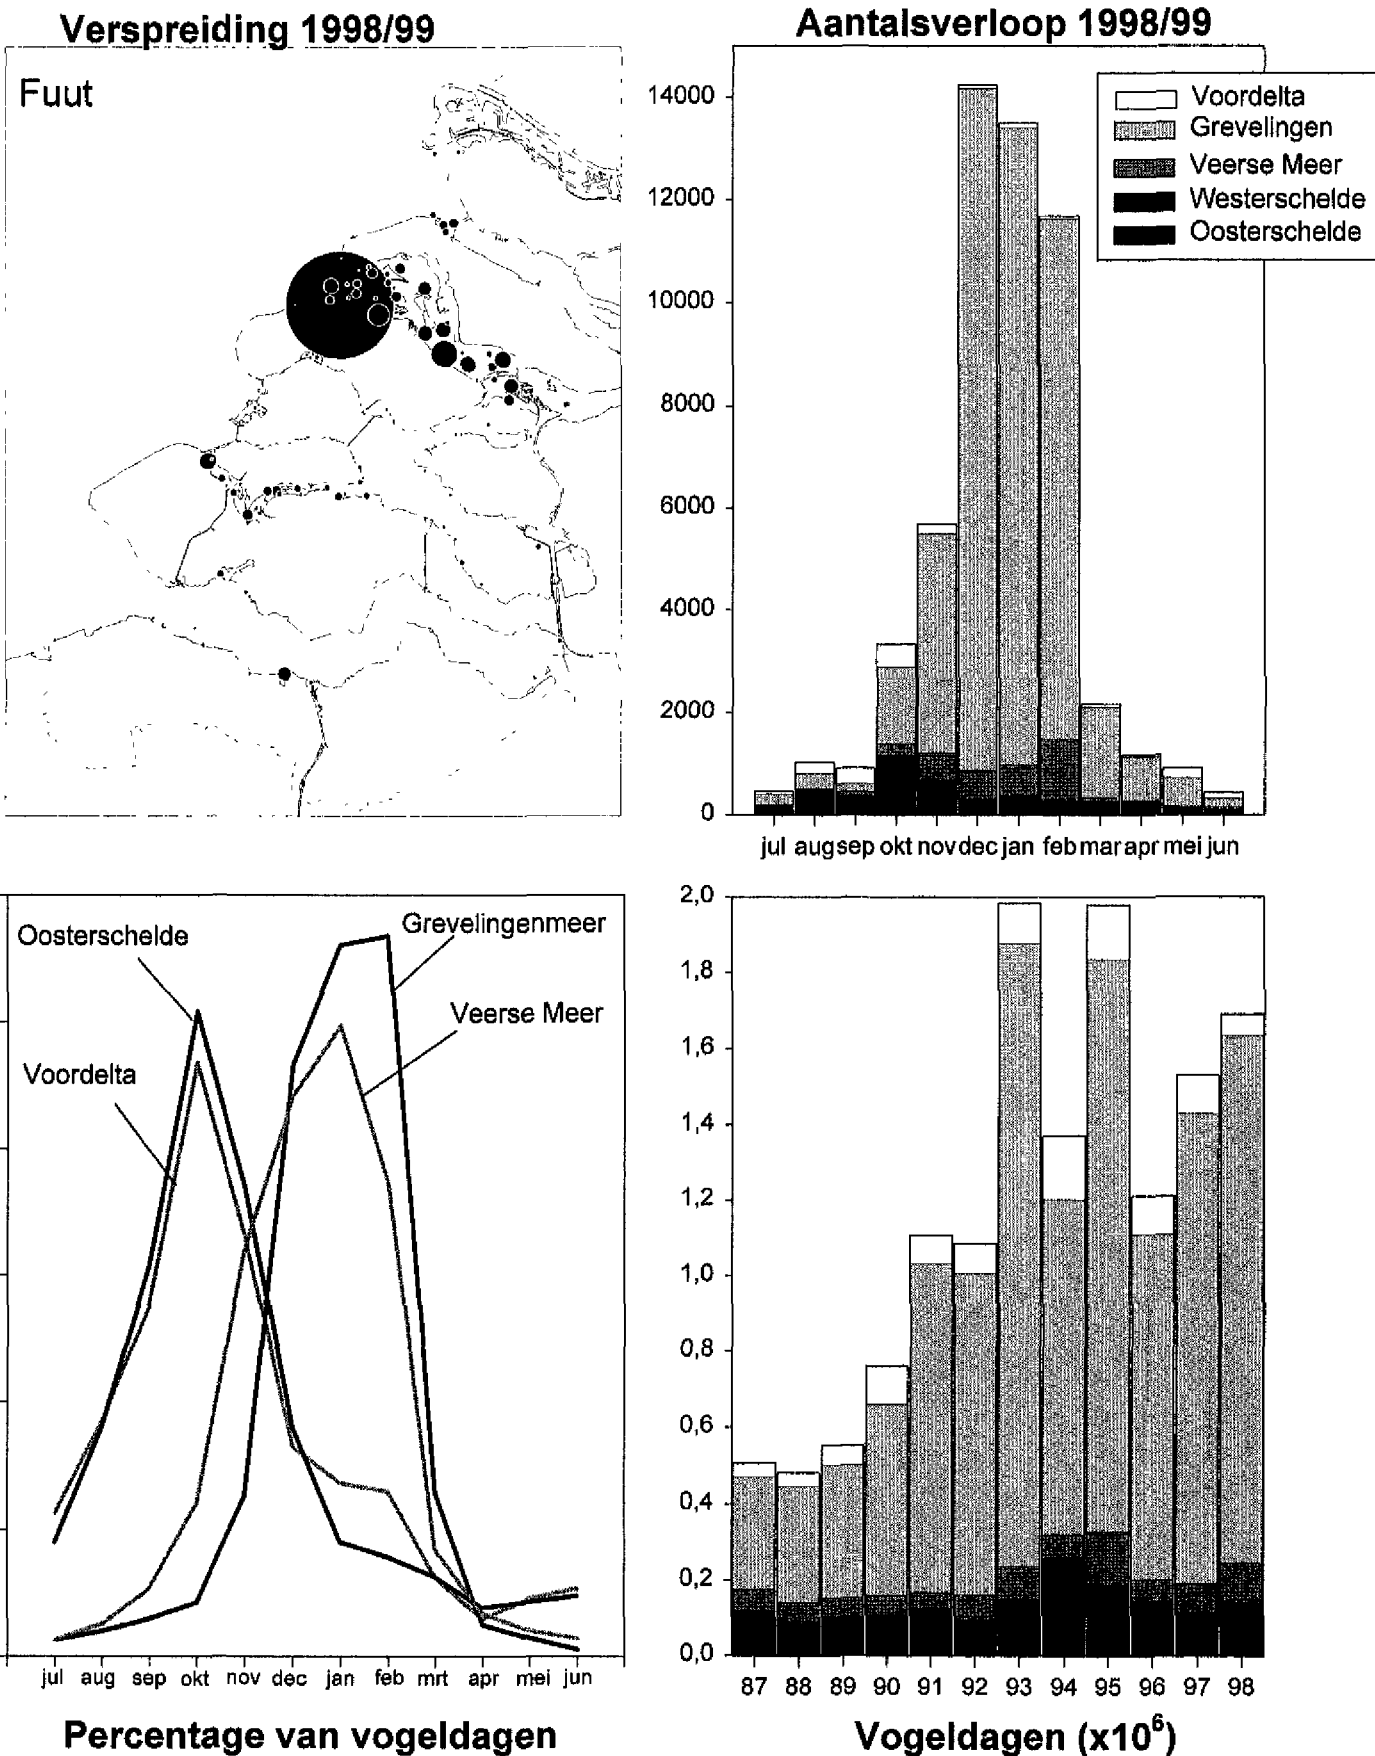 Verspreiding 1998/99
Fuut
Aantalsverloop 1998/99
14000
12000
10000
8000
6000
4000
2000
0
Voordelta
Grevelingen
Veerse Meer
Westerschelde
Oosterschelde
jul aug sep okt nov dec jan feb mar apr mei jun
Oosterschelde
Voordelta
Grevelingenmeer
Veerse Meer
jul aug sep okt nov dec jan feb mrt apr mei jun
Percentage van vogeldagen
2,0
1,8
1,6
1,4
1,2
1,0
0,8
0,6
0,4
0,2
0,0
87 88 89 90 91 92 93 94 95 96 97 98
Vogeldagen (x10⁶)